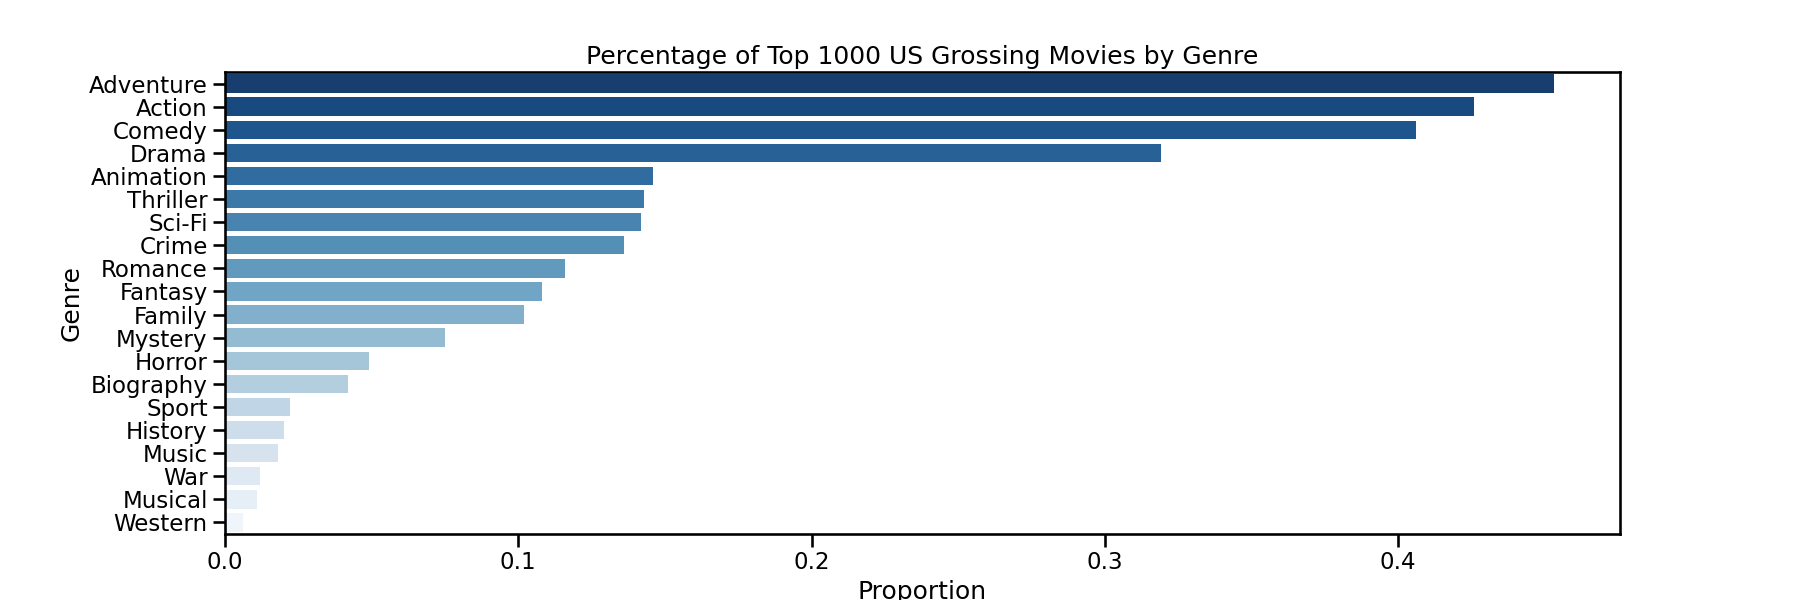 Percentage of Top 1000 US Grossing Movies by Genre
Adventure
Action
Comedy
Drama
Animation
Thriller
Sci-Fi
Crime
Romance
Fantasy
Family
Mystery
Horror
Biography
Sport
History
Music
War
Musical
Western
Genre
0.0 0.1 0.2 0.3 0.4
Proportion